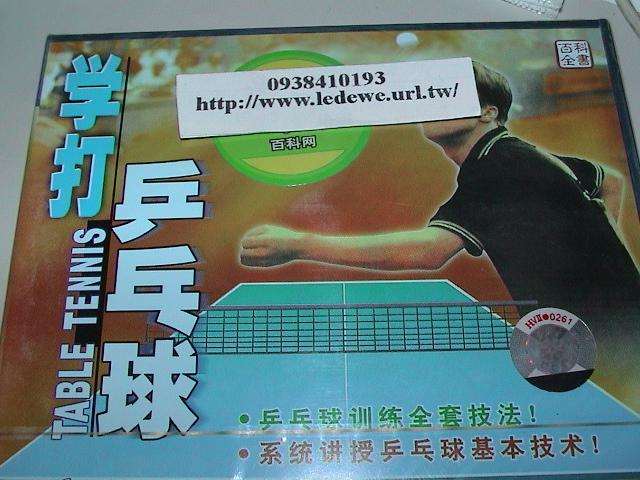 学打
乒乓球
TABLE TENNIS
0938410193
http://www.ledewe.url.tw/
百科网
百科
全書
HVⅡ●0261
•乒乓球训练全套技法！
•系统讲授乒乓球基本技术！